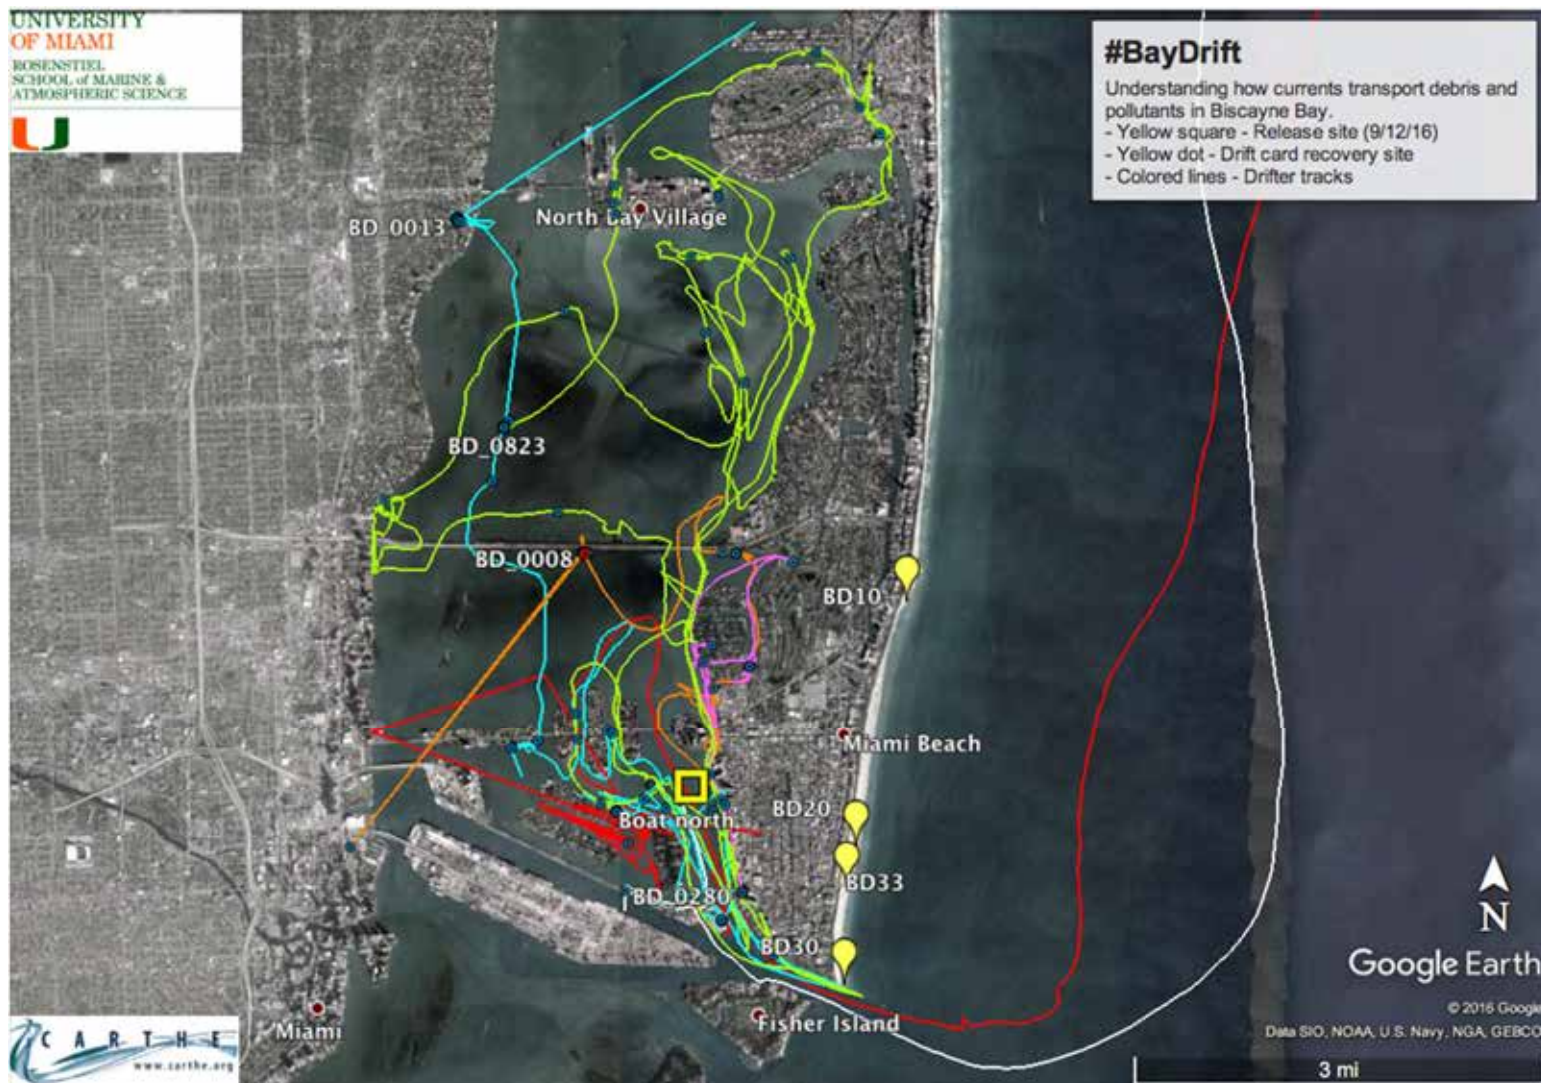 UNIVERSITY
OF MIAMI
ROSENSTIEL
SCHOOL of MARINE &
ATMOSPHERIC SCIENCE
#BayDrift
Understanding how currents transport debris and
pollutants in Biscayne Bay.
- Yellow square - Release site (9/12/16)
- Yellow dot - Drift card recovery site
- Colored lines - Drifter tracks
BD_0013
North Bay Village
BD_0823
BD_0008
BD10
Miami Beach
BD20
Boat north
BD33
BD_0280
BD30
N
Google Earth
© 2016 Google
Data SIO, NOAA, U.S. Navy, NGA, GEBCO
Miami
Fisher Island
CARTHE
www.carthe.org
3 mi